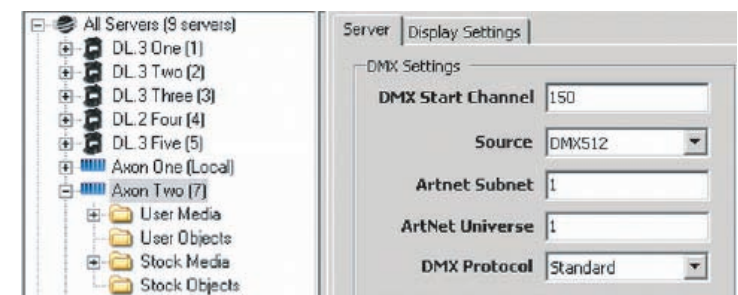 All Servers (9 servers)
DL.3 One (1)
DL.3 Two (2)
DL.3 Three (3)
DL.2 Four (4)
DL.3 Five (5)
Axon One (Local)
Axon Two (7)
User Media
User Objects
Stock Media
Stock Objects
Server
Display Settings
DMX Settings
DMX Start Channel 150
Source DMX512
Artnet Subnet 1
ArtNet Universe 1
DMX Protocol Standard